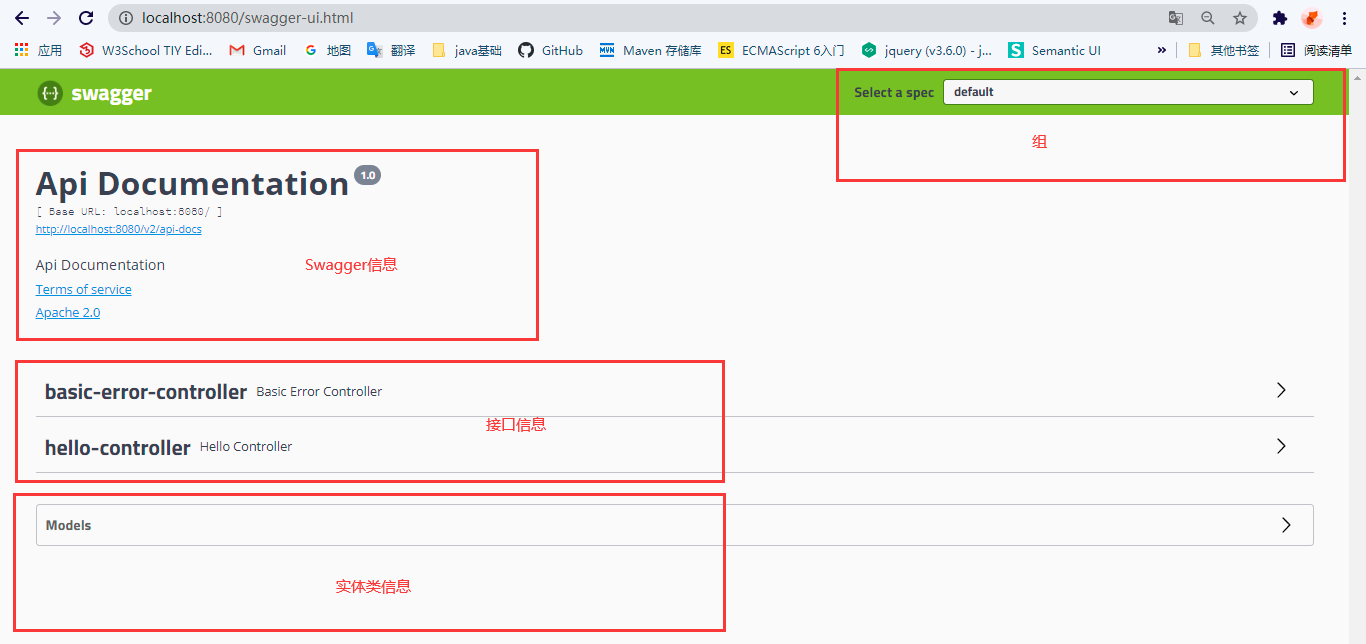 localhost:8080/swagger-ui.html
应用 W3School TIY Edi... Gmail 地图 翻译 java基础 GitHub Maven 存储库 ECMAScript 6入门 jquery (v3.6.0) - j... Semantic UI » 其他书签 阅读清单
{··} swagger Select a spec default
组
Api Documentation 1.0
[ Base URL: localhost:8080/ ]
http://localhost:8080/v2/api-docs
Api Documentation Swagger信息
Terms of service
Apache 2.0
basic-error-controller Basic Error Controller
接口信息
hello-controller Hello Controller
Models
实体类信息